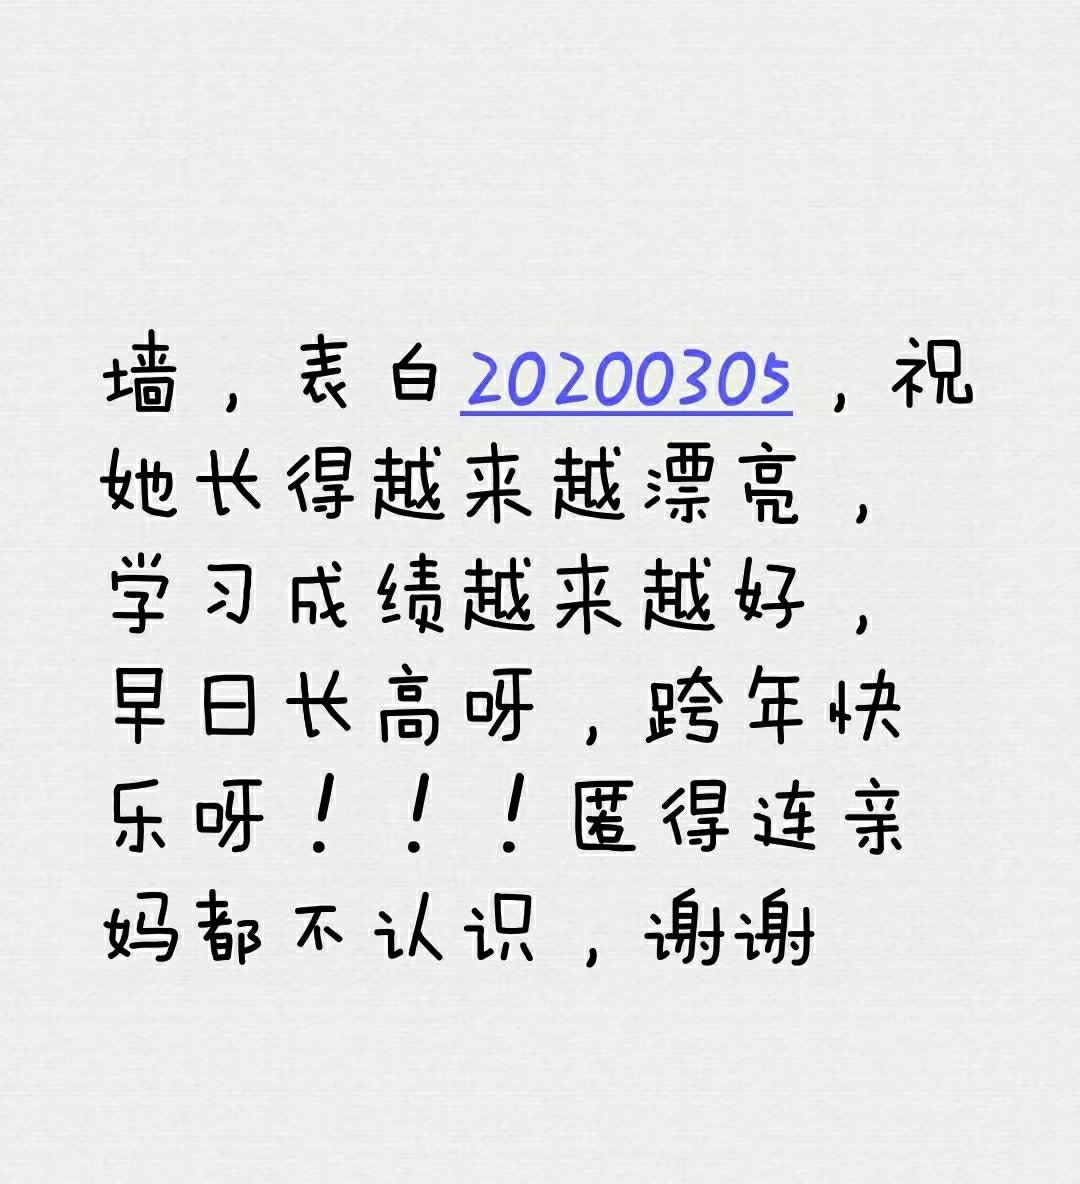 墙，表白20200305，祝
她长得越来越漂亮，
学习成绩越来越好，
早日长高呀，跨年快
乐呀！！！匿得连亲
妈都不认识，谢谢